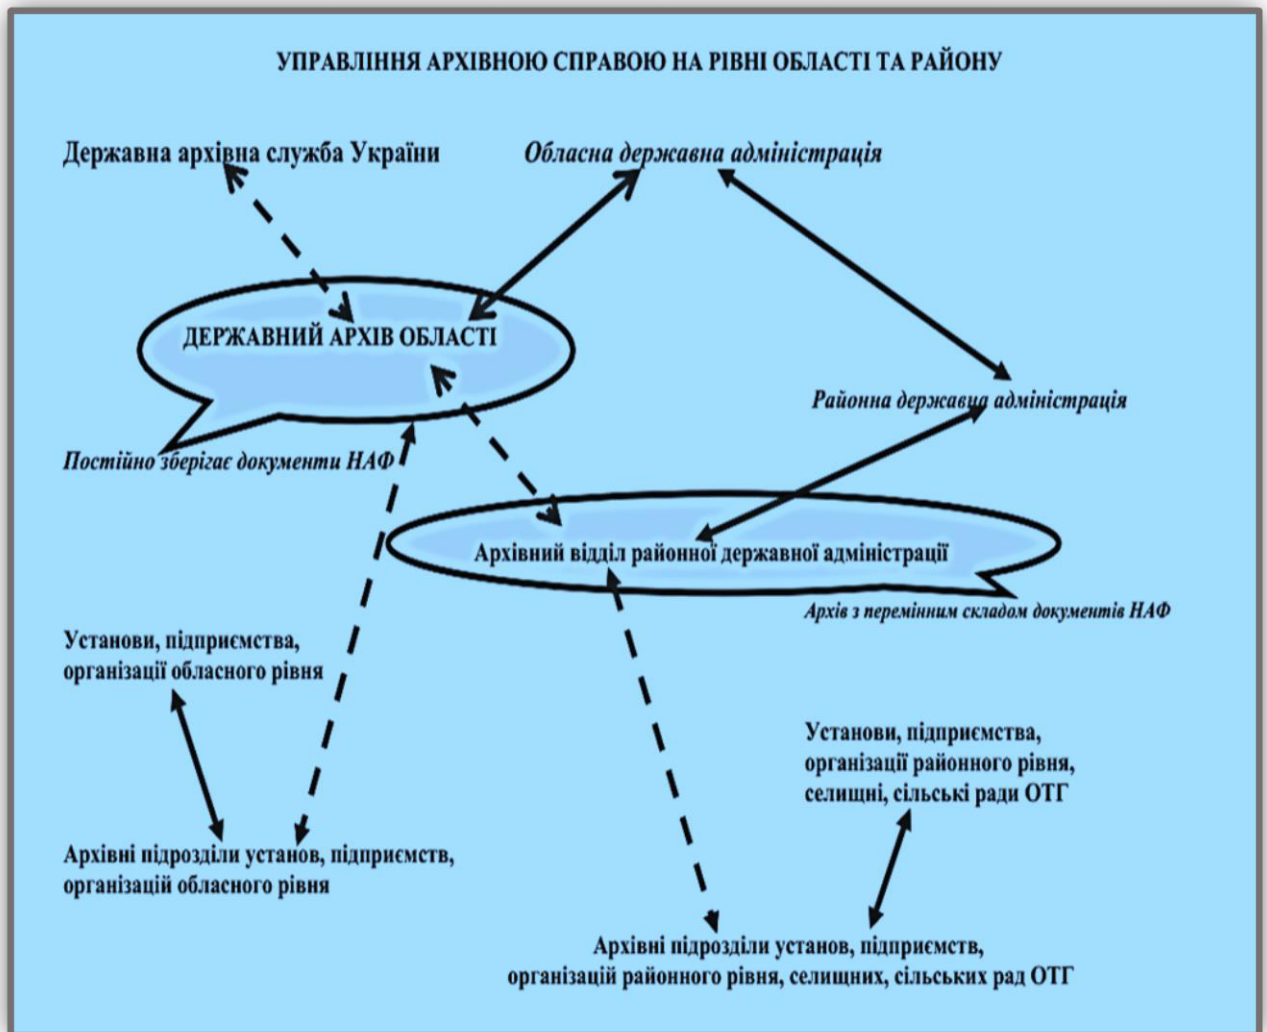 УПРАВЛІННЯ АРХІВНОЮ СПРАВОЮ НА РІВНІ ОБЛАСТІ ТА РАЙОНУ
Державна архівна служба України
Обласна державна адміністрація
ДЕРЖАВНИЙ АРХІВ ОБЛАСТІ
Районна державна адміністрація
Постійно зберігає документи НАФ
Архівний відділ районної державної адміністрації
Архів з перемінним складом документів НАФ
Установи, підприємства,
організації обласного рівня
Установи, підприємства,
організації районного рівня,
селищні, сільські ради ОТГ
Архівні підрозділи установ, підприємств,
організацій обласного рівня
Архівні підрозділи установ, підприємств,
організацій районного рівня, селищних, сільських рад ОТГ